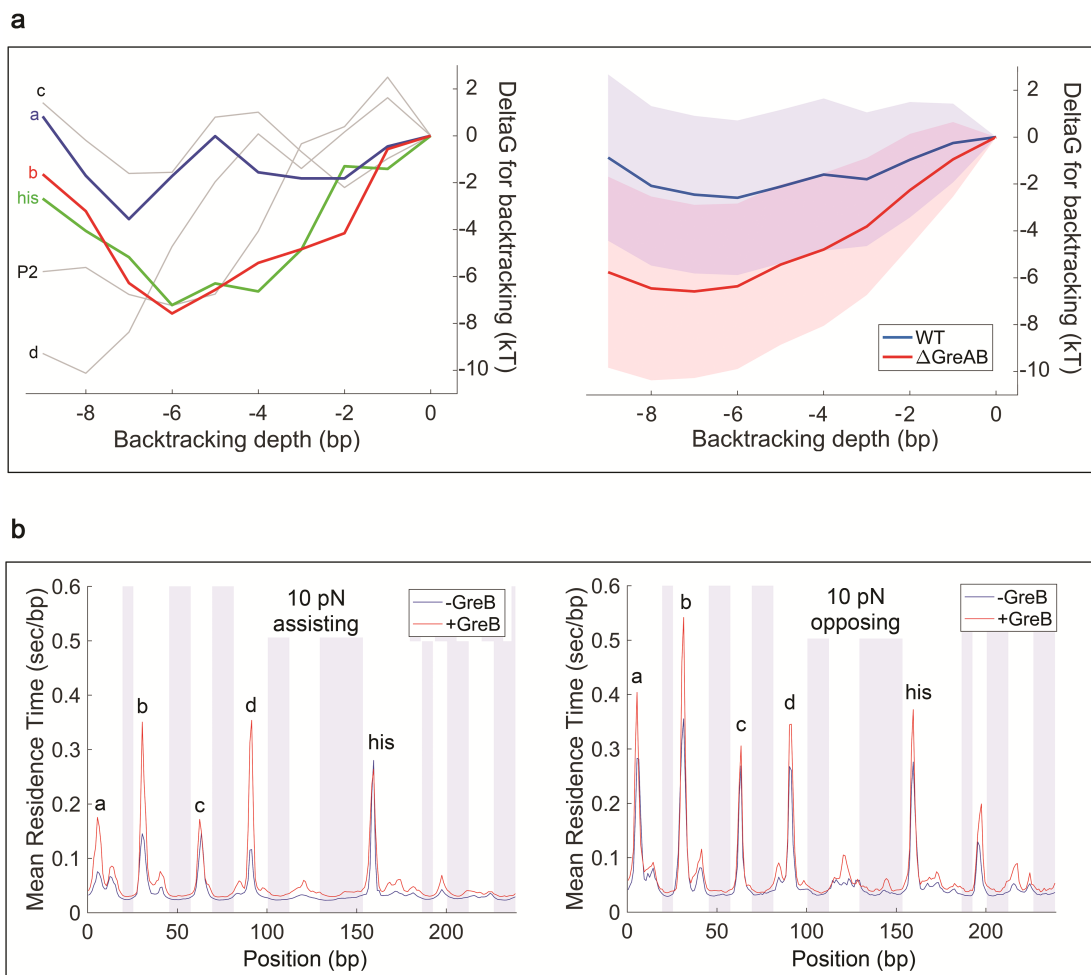 a
c
a
b
his
P2
d
2
0
-2
-4
-6
-8
-10
DeltaG for backtracking (kT)
-8 -6 -4 -2 0
Backtracking depth (bp)
WT
ΔGreAB
2
0
-2
-4
-6
-8
-10
DeltaG for backtracking (kT)
-8 -6 -4 -2 0
Backtracking depth (bp)
b
0.6
0.5
0.4
0.3
0.2
0.1
0
Mean Residence Time (sec/bp)
10 pN
assisting
-GreB
+GreB
a
b
c
d
his
0 50 100 150 200
Position (bp)
0.6
0.5
0.4
0.3
0.2
0.1
0
Mean Residence Time (sec/bp)
10 pN
opposing
-GreB
+GreB
a
b
c
d
his
0 50 100 150 200
Position (bp)